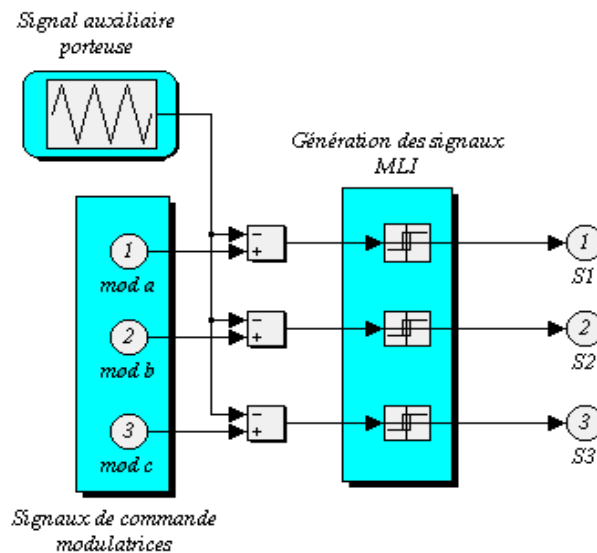 Signal auxiliaire
porteuse
Génération des signaux
MLI
−
+
1
mod a
1
S1
−
+
2
mod b
2
S2
−
+
3
mod c
3
S3
Signaux de commande
modulatrices